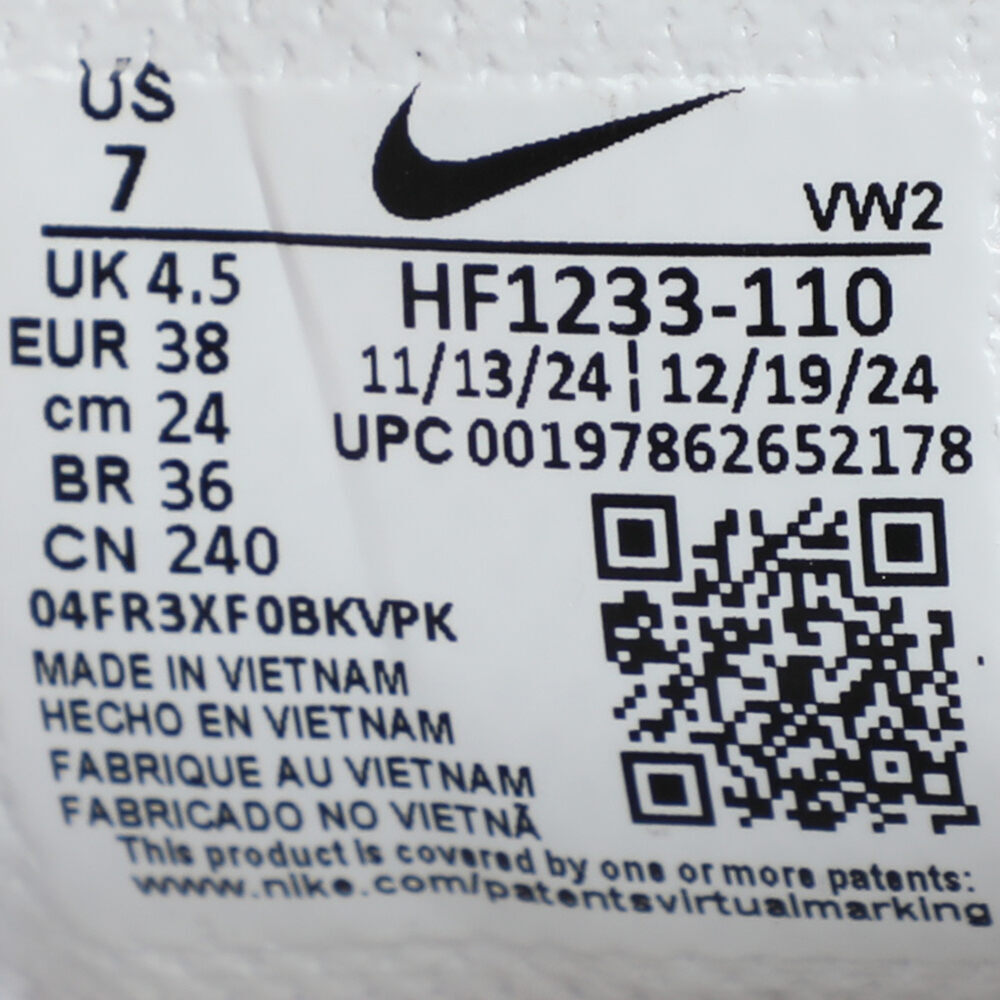 US
7
VW2
UK 4.5
EUR 38
cm 24
BR 36
CN 240
HF1233-110
11/13/24 ¦ 12/19/24
UPC 00197862652178
04FR3XF0BKVPK
MADE IN VIETNAM
HECHO EN VIETNAM
FABRIQUE AU VIETNAM
FABRICADO NO VIETNÃ
This product is covered by one or more patents:
www.nike.com/patentsvirtualmarking